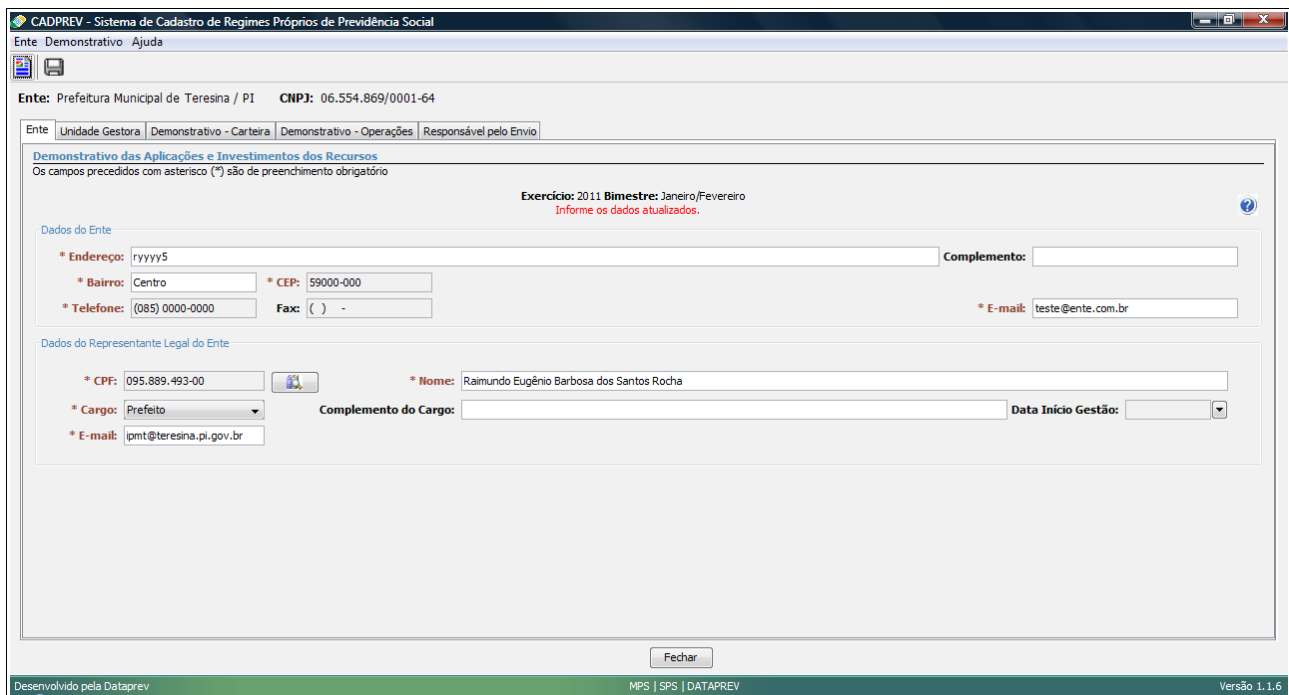 CADPREV - Sistema de Cadastro de Regimes Próprios de Previdência Social
Ente Demonstrativo Ajuda
Ente: Prefeitura Municipal de Teresina / PI CNPJ: 06.554.869/0001-64
Ente Unidade Gestora Demonstrativo - Carteira Demonstrativo - Operações Responsável pelo Envio
Demonstrativo das Aplicações e Investimentos dos Recursos
Os campos precedidos com asterisco (*) são de preenchimento obrigatório
Exercício: 2011 Bimestre: Janeiro/Fevereiro
Informe os dados atualizados.
Dados do Ente
* Endereço: ryyyy5 Complemento:
* Bairro: Centro * CEP: 59000-000
* Telefone: (085) 0000-0000 Fax: ( ) - * E-mail: teste@ente.com.br
Dados do Representante Legal do Ente
* CPF: 095.889.493-00 * Nome: Raimundo Eugênio Barbosa dos Santos Rocha
* Cargo: Prefeito Complemento do Cargo: Data Início Gestão:
* E-mail: ipmt@teresina.pi.gov.br
Fechar
Desenvolvido pela Dataprev MPS | SPS | DATAPREV Versão 1.1.6